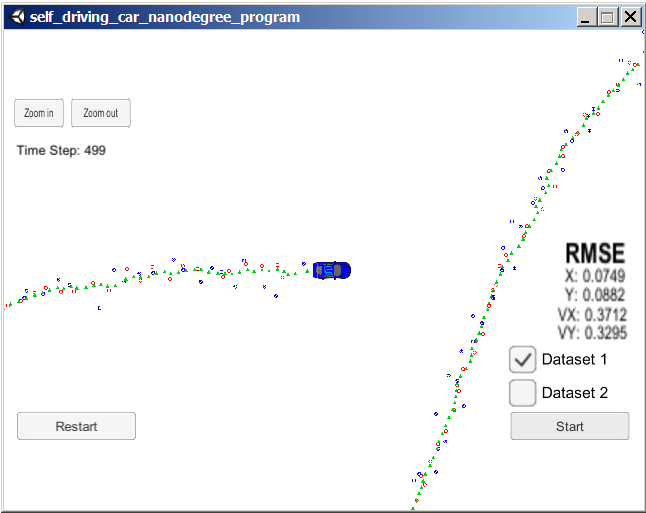 self_driving_car_nanodegree_program
Zoom in
Zoom out
Time Step: 499
RMSE
X: 0.0749
Y: 0.0882
VX: 0.3712
VY: 0.3295
Dataset 1
Dataset 2
Restart
Start